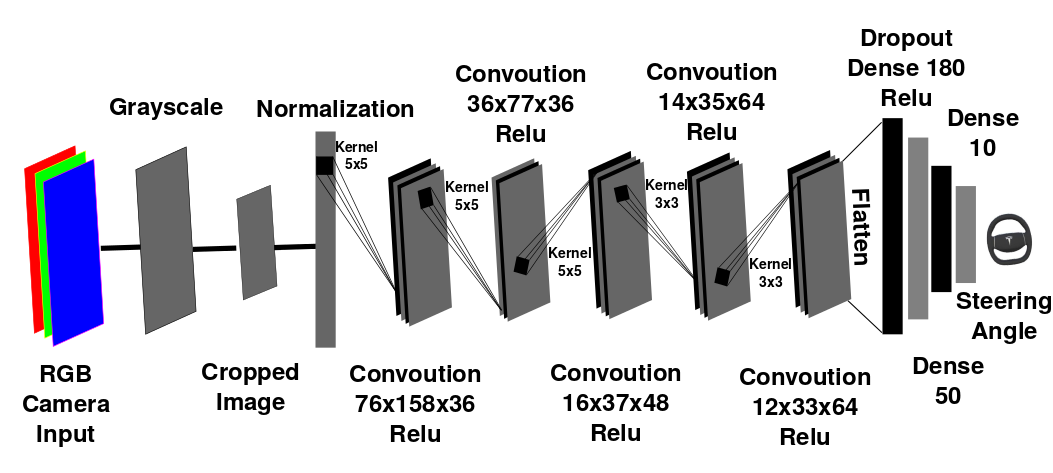 RGB
Camera
Input
Grayscale
Cropped
Image
Normalization
Kernel
5x5
Convoution
76x158x36
Relu
Kernel
5x5
Convoution
36x77x36
Relu
Kernel
5x5
Convoution
16x37x48
Relu
Kernel
3x3
Convoution
14x35x64
Relu
Kernel
3x3
Convoution
12x33x64
Relu
Flatten
Dropout
Dense 180
Relu
Dense
50
Dense
10
Steering
Angle